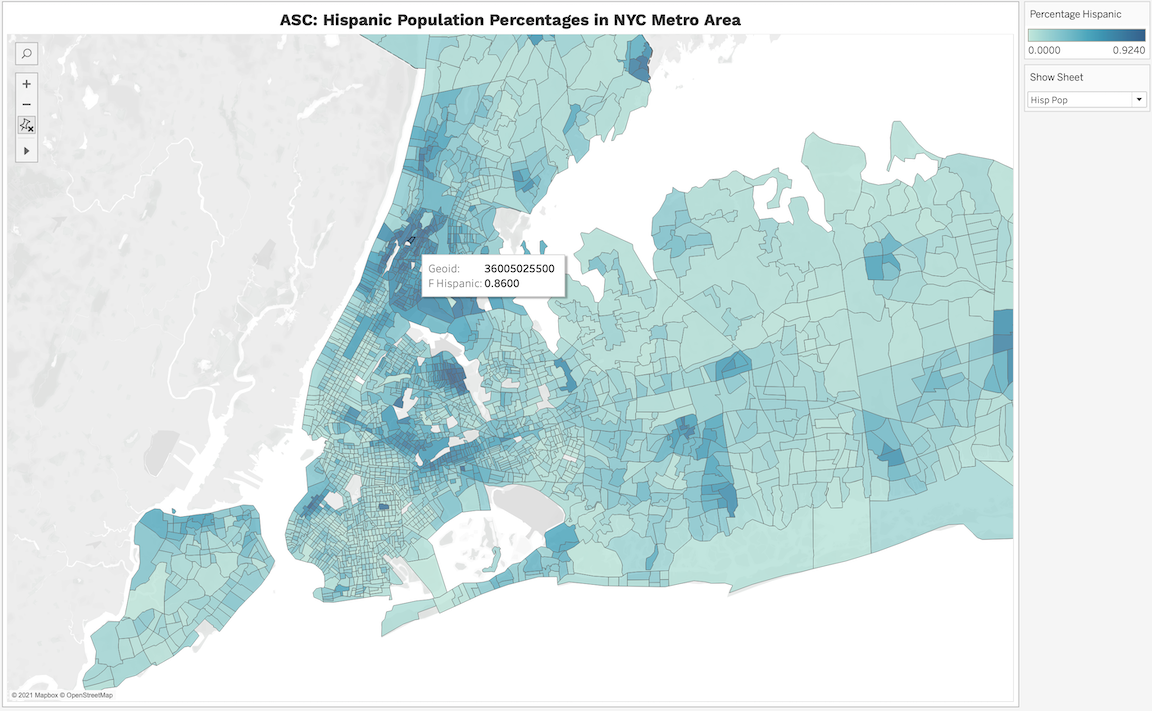 ASC: Hispanic Population Percentages in NYC Metro Area
Percentage Hispanic
0.0000 0.9240
Show Sheet
Hisp Pop
Geoid: 36005025500
F Hispanic: 0.8600
© 2021 Mapbox © OpenStreetMap